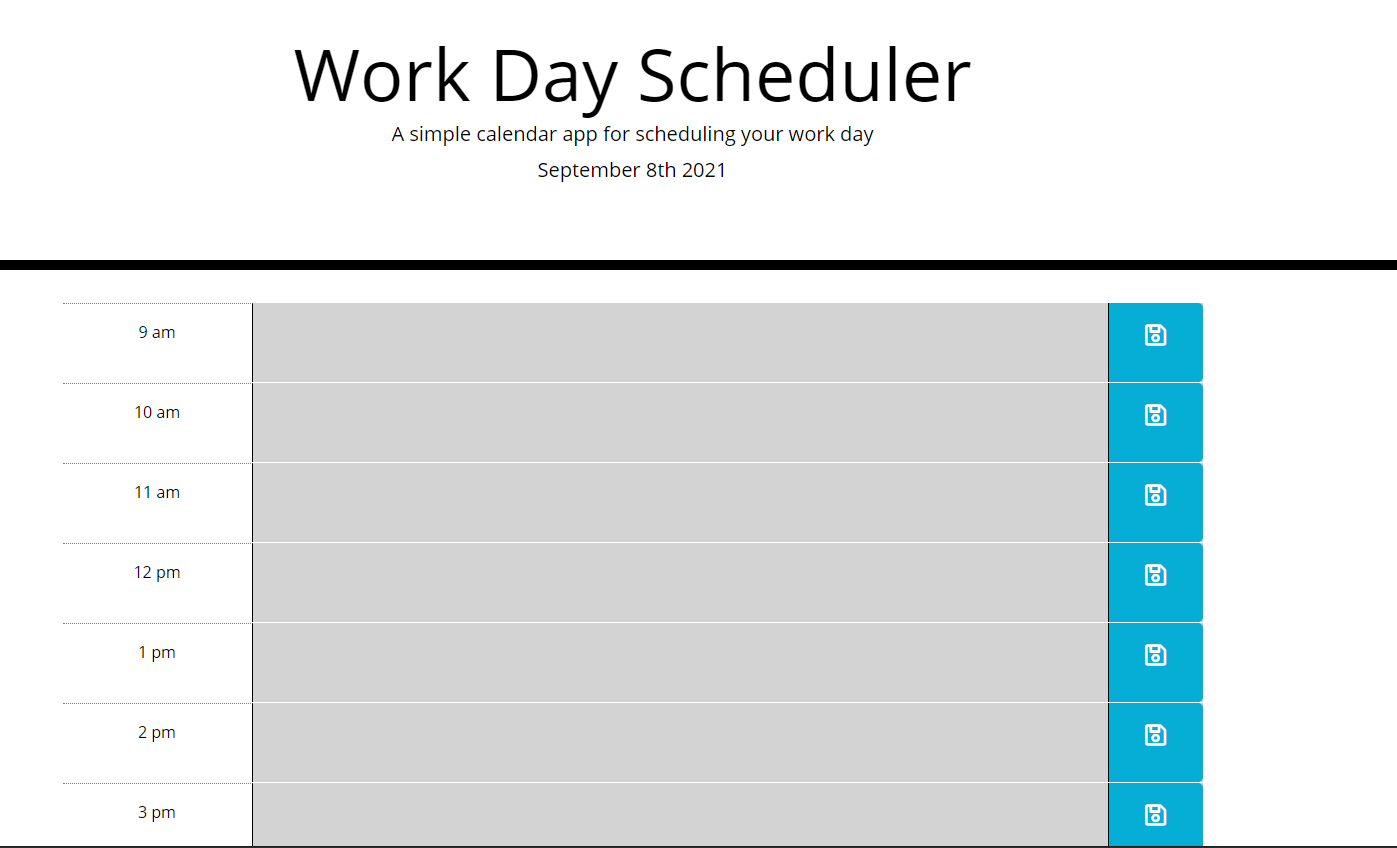 Work Day Scheduler
A simple calendar app for scheduling your work day
September 8th 2021
9 am
10 am
11 am
12 pm
1 pm
2 pm
3 pm